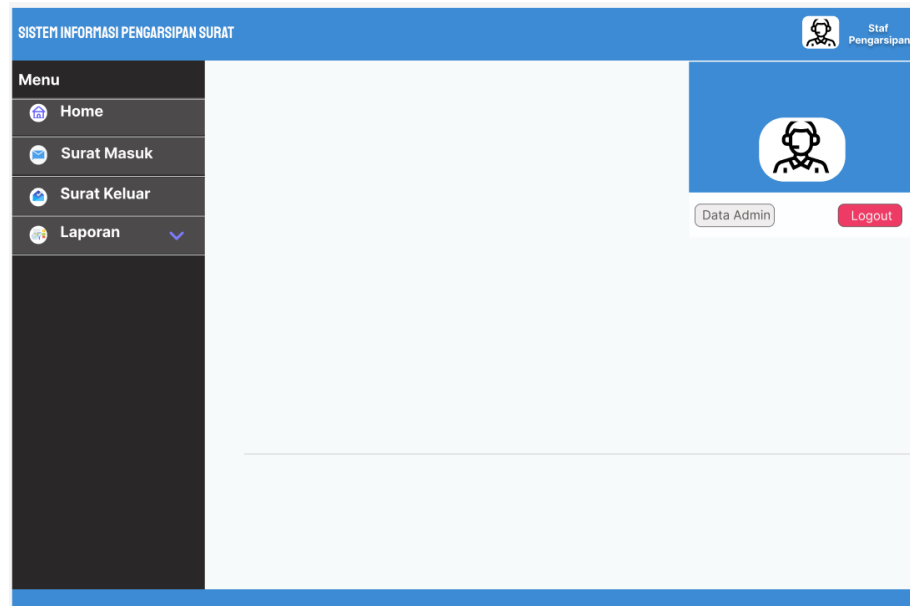 SISTEM INFORMASI PENGARSIPAN SURAT
Staf
Pengarsipan
Menu
Home
Surat Masuk
Surat Keluar
Laporan
Data Admin
Logout